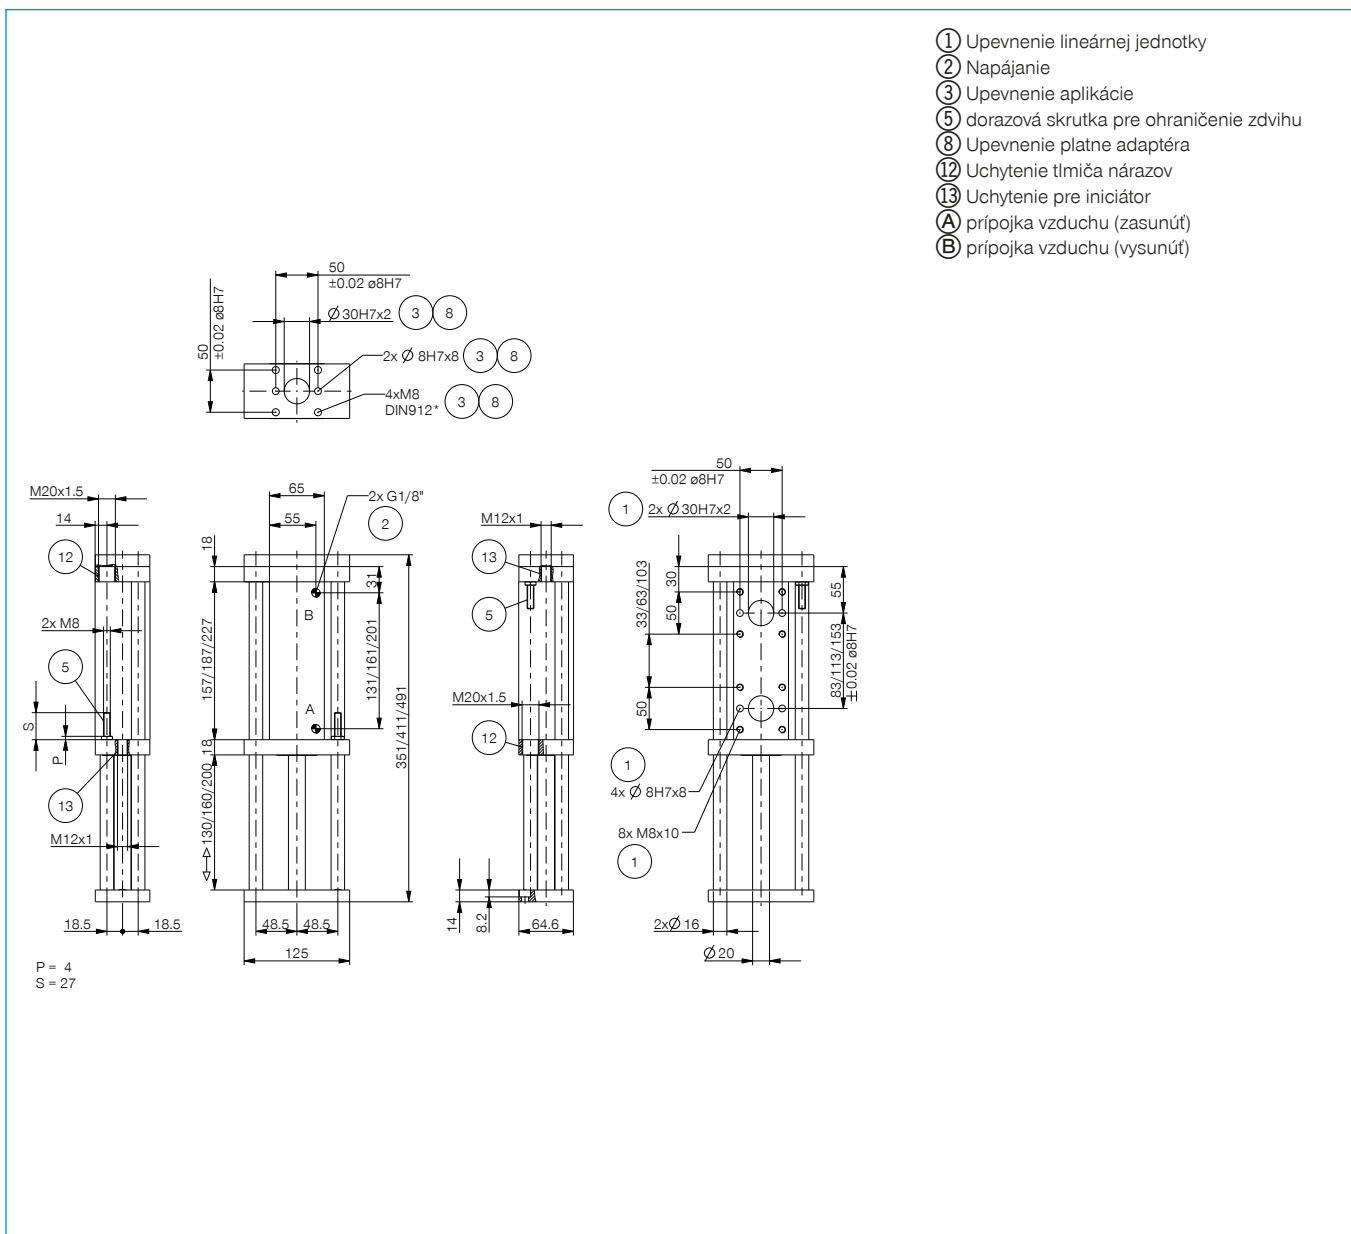 1 Upevnenie lineárnej jednotky
2 Napájanie
3 Upevnenie aplikácie
5 dorazová skrutka pre ohraničenie zdvihu
8 Upevnenie platne adaptéra
12 Uchytenie tlmiča nárazov
13 Uchytenie pre iniciátor
A prípojka vzduchu (zasunúť)
B prípojka vzduchu (vysunúť)
50
±0.02 ø8H7
50
±0.02 ø8H7
Ø 30H7x2 3 8
2x Ø 8H7x8 3 8
4xM8
DIN912* 3 8
M20x1.5
14
12
2x M8
5
S
P
13
M12x1
18.5
18.5
P = 4
S = 27
65
55
2x G1/8"
2
18
31
B
157/187/227
131/161/201
351/411/491
A
18
130/160/200
48.5
48.5
125
M12x1
13
5
M20x1.5
12
14
8.2
64.6
50
±0.02 ø8H7
1 2x Ø 30H7x2
30
55
33/63/103
50
83/113/153
±0.02 ø8H7
50
1
4x Ø 8H7x8
8x M8x10
1
2xØ 16
Ø 20